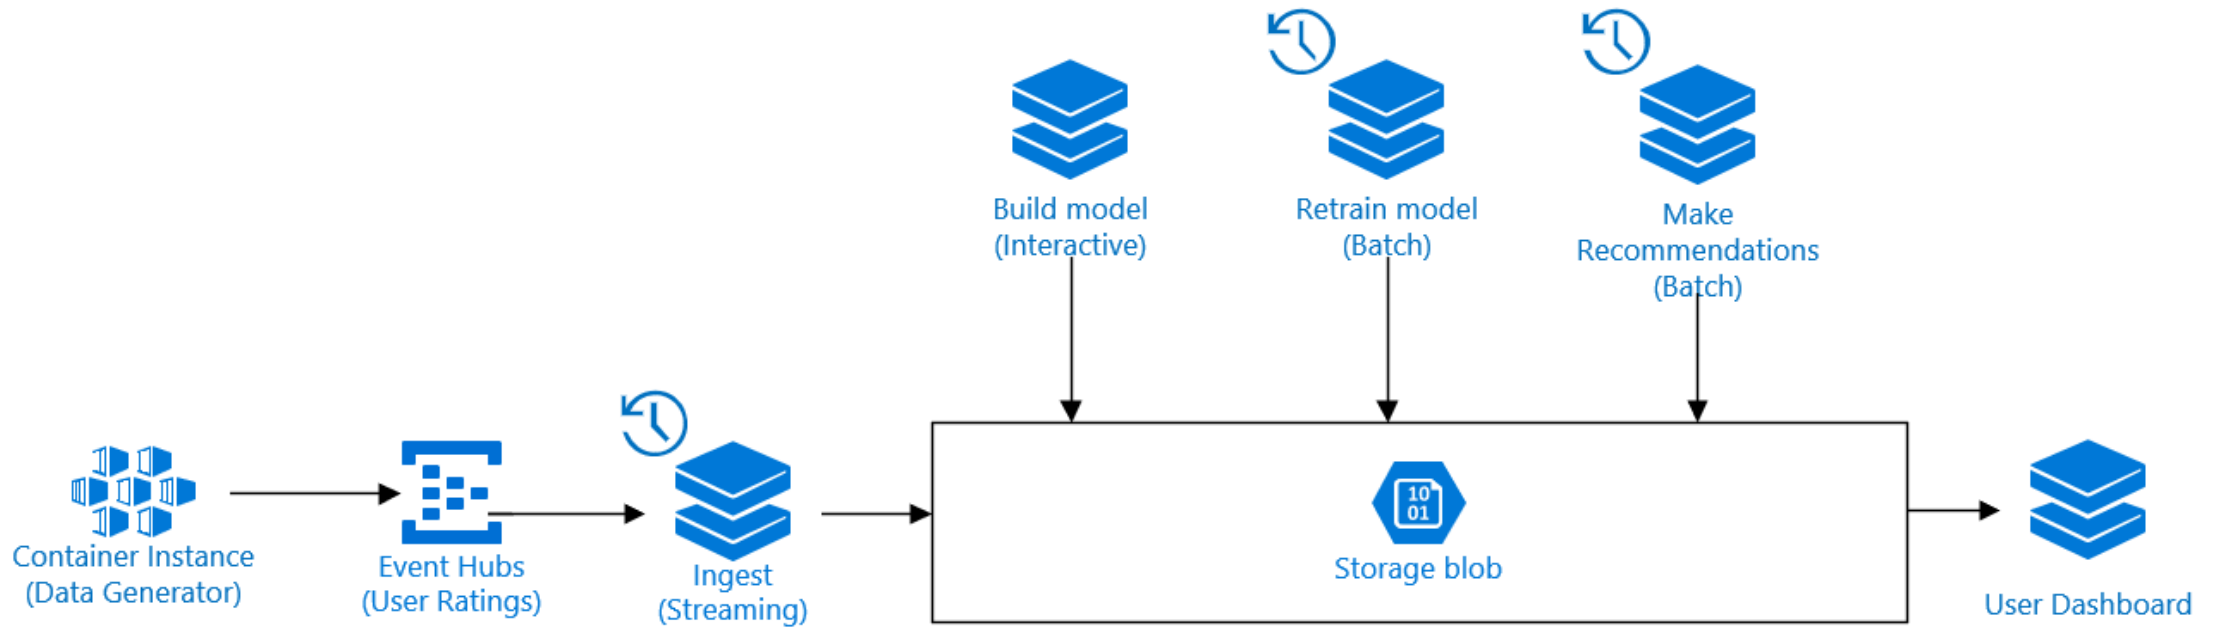 Build model
(Interactive)
Retrain model
(Batch)
Make
Recommendations
(Batch)
Container Instance
(Data Generator)
Event Hubs
(User Ratings)
Ingest
(Streaming)
10
01
Storage blob
User Dashboard